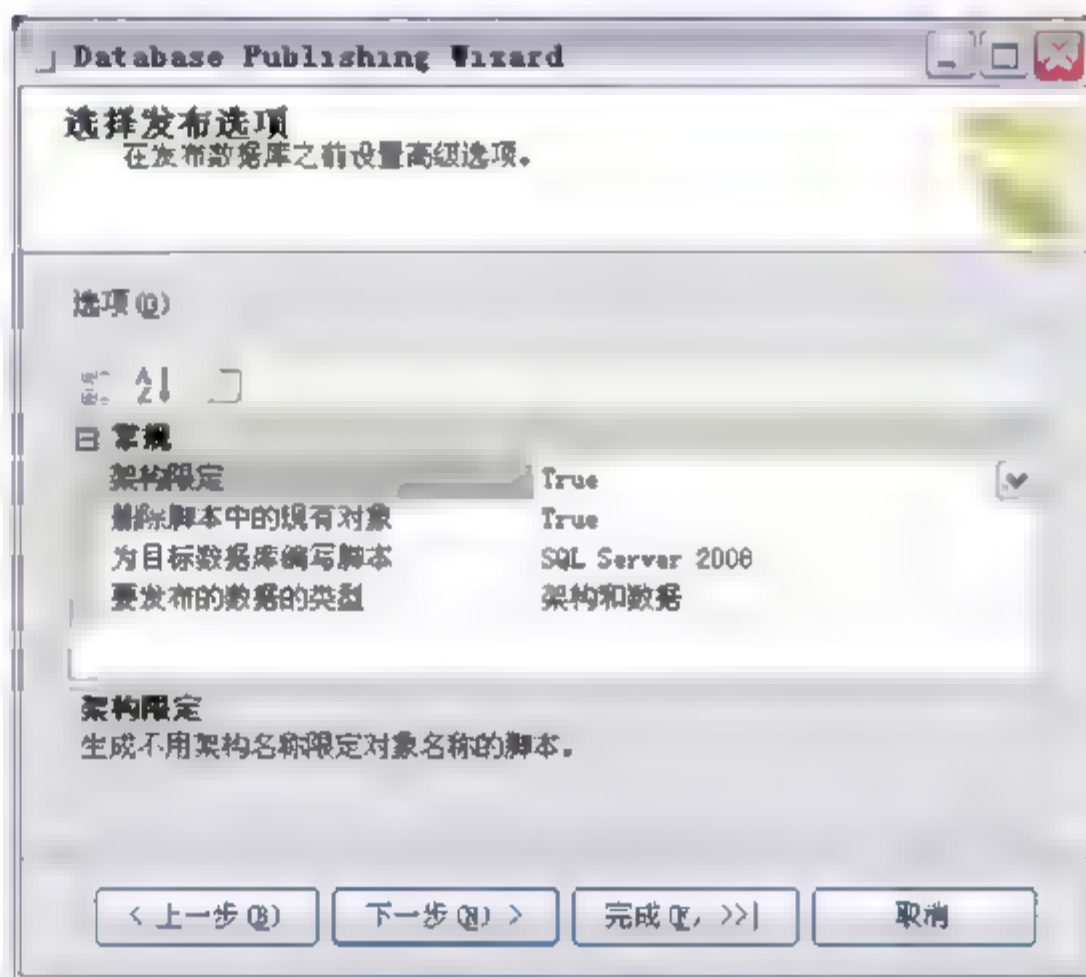 Database Publishing Wizard
选择发布选项
在发布数据库之前设置高级选项。
选项(O)
常规
架构限定 True
删除脚本中的现有对象 True
为目标数据库编写脚本 SQL Server 2008
要发布的数据的类型 架构和数据
架构限定
生成不用架构名称限定对象名称的脚本。
< 上一步(B) 下一步(N) > 完成(F) >>| 取消